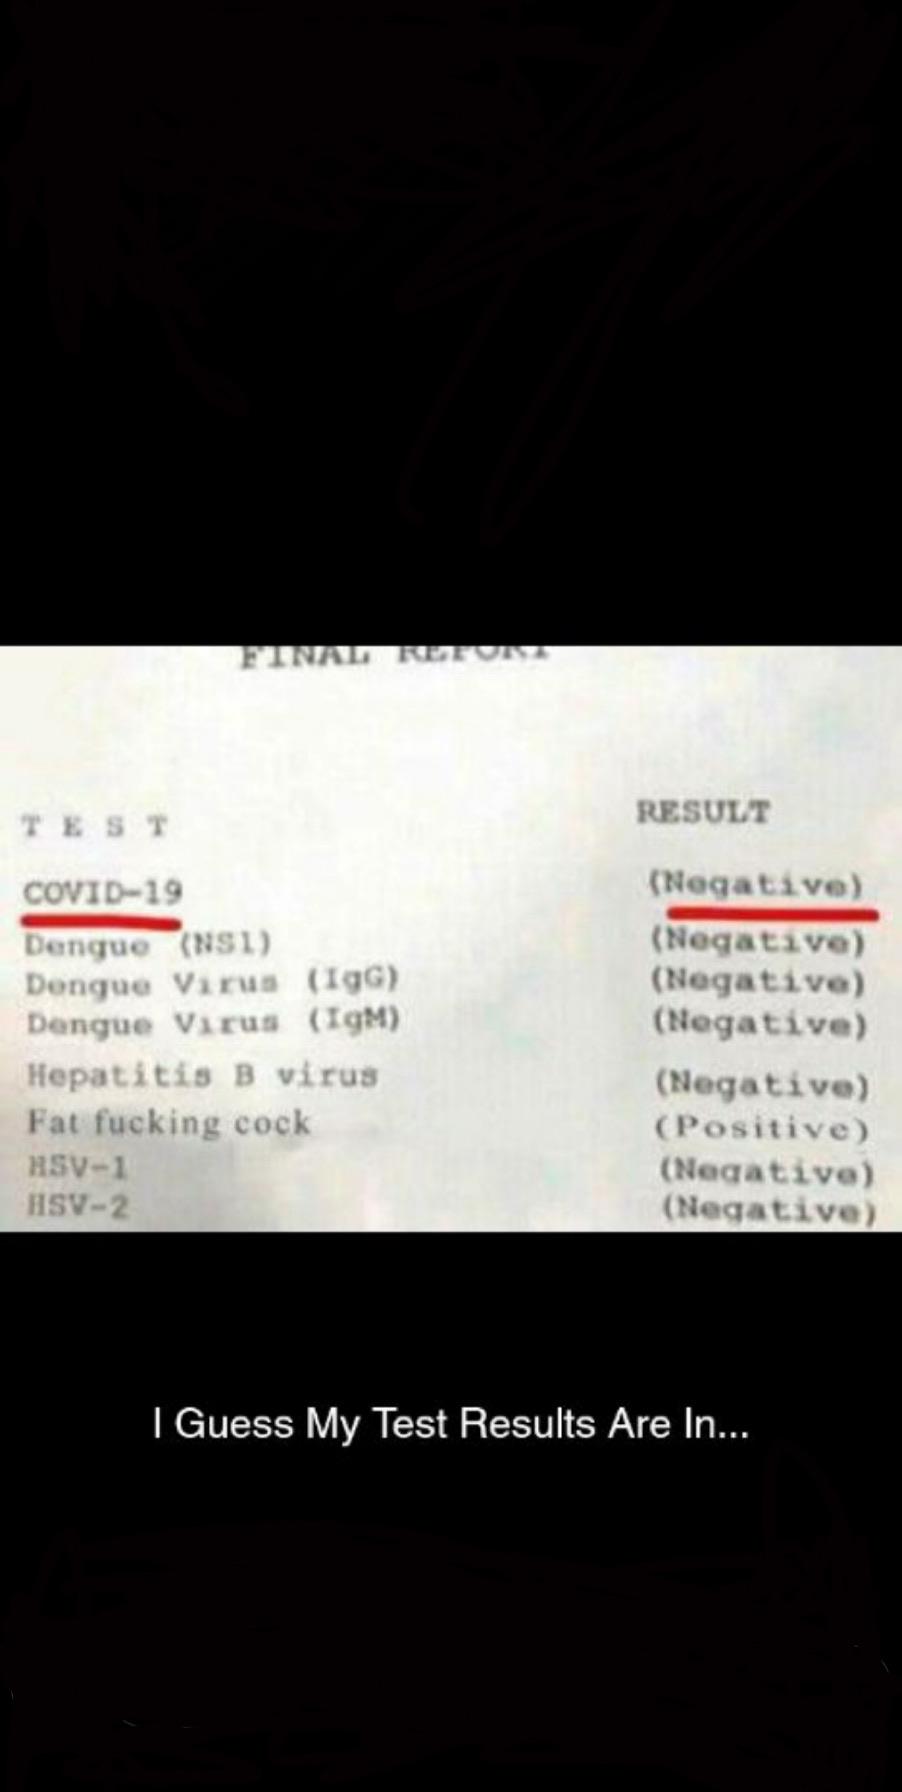 FINAL REPORT
TEST RESULT
COVID-19 (Negative)
Dengue (NS1) (Negative)
Dengue Virus (IgG) (Negative)
Dengue Virus (IgM) (Negative)
Hepatitis B virus (Negative)
Fat fucking cock (Positive)
HSV-1 (Negative)
HSV-2 (Negative)
I Guess My Test Results Are In...